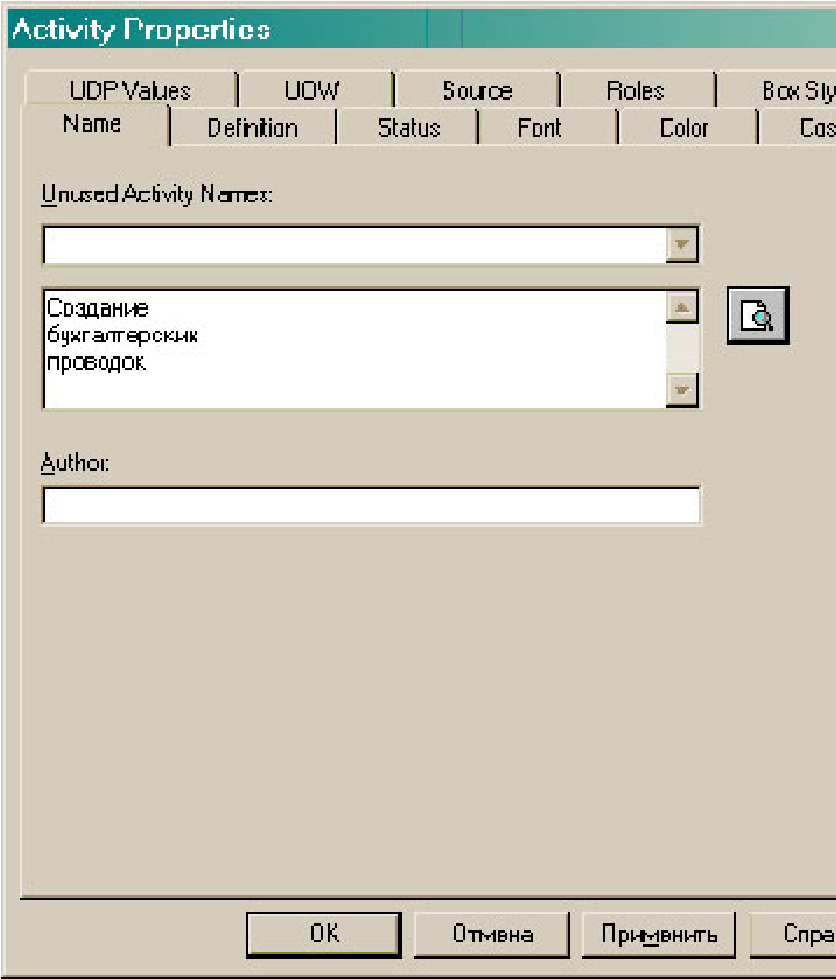 Activity Properties
UDP Values UOW Source Roles Box Sty
Name Definition Status Font Color Cos
Unused Activity Names:
Создание
бухгалтерских
проводок
Author:
OK Отмена Применить Спра